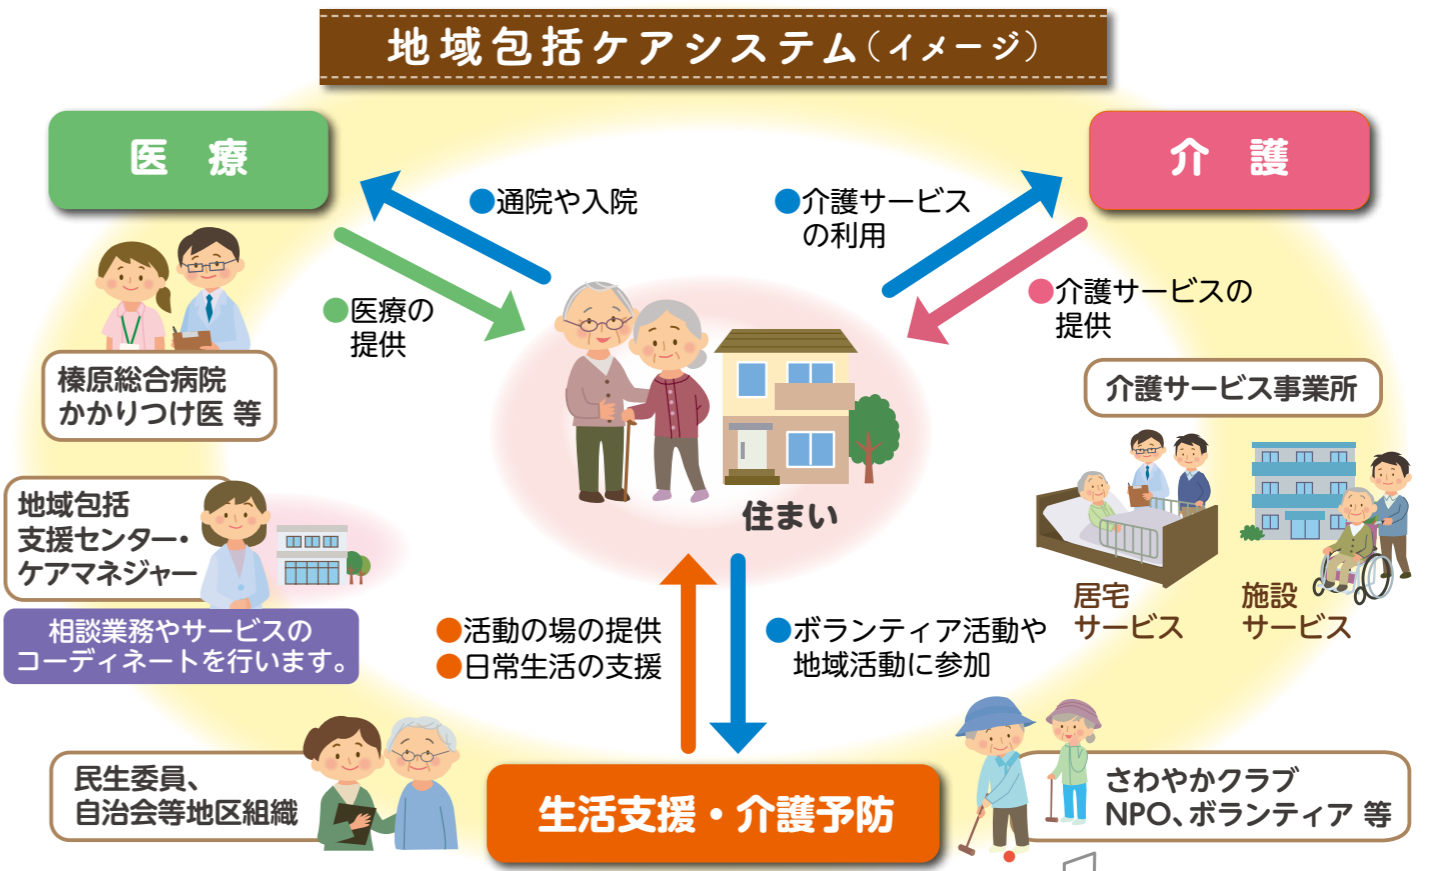 地域包括ケアシステム（イメージ）
医　療
介　護
●通院や入院
●介護サービス
の利用
●医療の
提供
●介護サービスの
提供
榛原総合病院
かかりつけ医 等
介護サービス事業所
住まい
地域包括
支援センター・
ケアマネジャー
相談業務やサービスの
コーディネートを行います。
居宅
サービス
施設
サービス
●活動の場の提供
●日常生活の支援
●ボランティア活動や
地域活動に参加
民生委員、
自治会等地区組織
生活支援・介護予防
さわやかクラブ
NPO、ボランティア 等